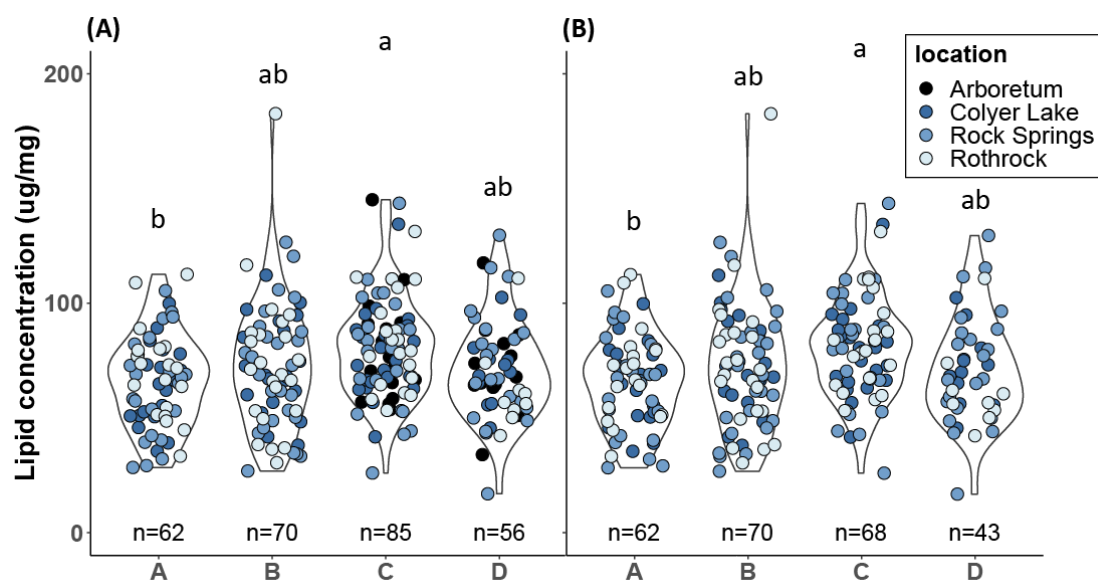 (A)
(B)
Lipid concentration (ug/mg)
200
100
0
b
ab
a
ab
b
ab
a
ab
location
Arboretum
Colyer Lake
Rock Springs
Rothrock
n=62
n=70
n=85
n=56
n=62
n=70
n=68
n=43
A
B
C
D
A
B
C
D